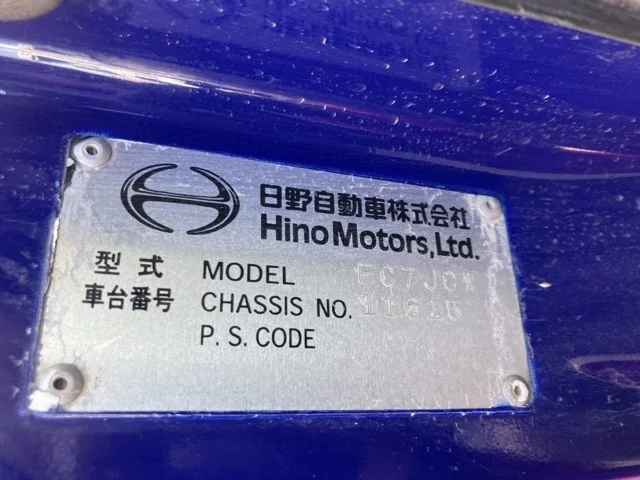 日野自動車株式会社
Hino Motors, Ltd.
型式 MODEL FC7JCW
車台番号 CHASSIS NO. 11615
P. S. CODE